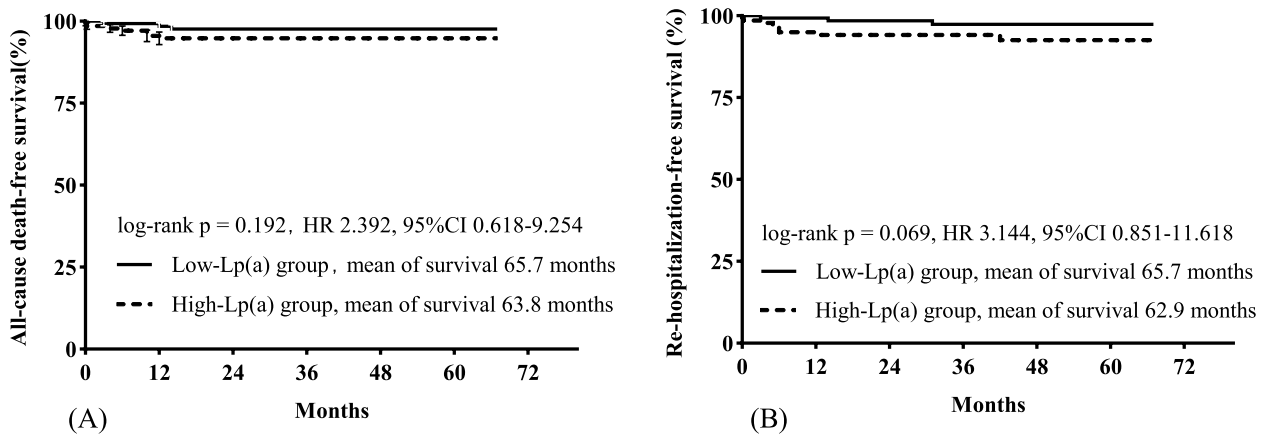 All-cause death-free survival(%)
100
75
50
25
0
log-rank p = 0.192, HR 2.392, 95%CI 0.618-9.254
Low-Lp(a) group, mean of survival 65.7 months
High-Lp(a) group, mean of survival 63.8 months
0 12 24 36 48 60 72
Months
(A)
Re-hospitalization-free survival (%)
100
75
50
25
0
log-rank p = 0.069, HR 3.144, 95%CI 0.851-11.618
Low-Lp(a) group, mean of survival 65.7 months
High-Lp(a) group, mean of survival 62.9 months
0 12 24 36 48 60 72
Months
(B)